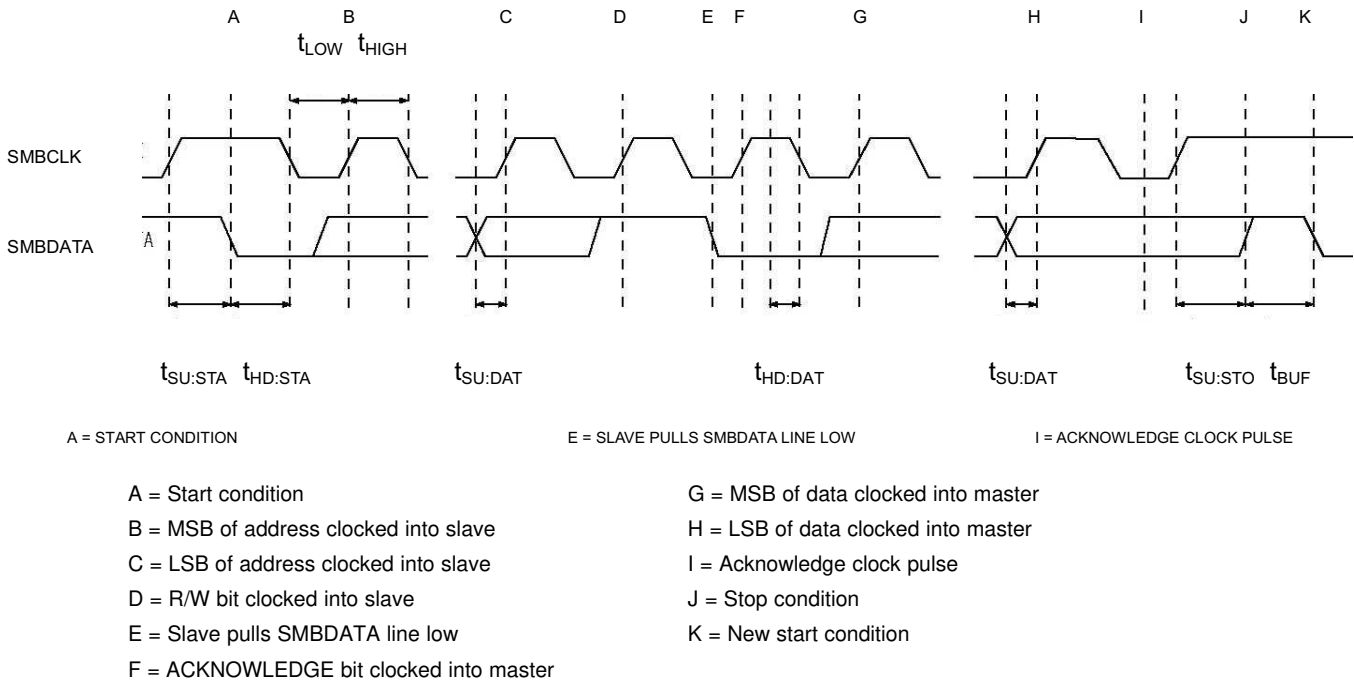 A B C D E F G H I J K
tLOW tHIGH
SMBCLK
SMBDATA
A
tSU:STA tHD:STA tSU:DAT tHD:DAT tSU:DAT tSU:STO tBUF
A = START CONDITION E = SLAVE PULLS SMBDATA LINE LOW I = ACKNOWLEDGE CLOCK PULSE
A = Start condition
B = MSB of address clocked into slave
C = LSB of address clocked into slave
D = R/W bit clocked into slave
E = Slave pulls SMBDATA line low
F = ACKNOWLEDGE bit clocked into master
G = MSB of data clocked into master
H = LSB of data clocked into master
I = Acknowledge clock pulse
J = Stop condition
K = New start condition